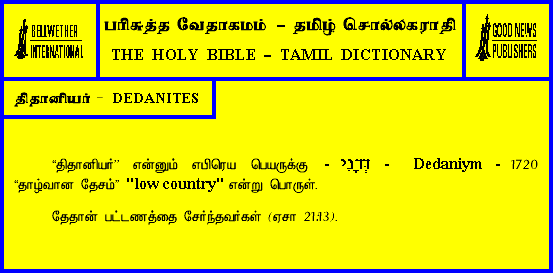 BELLWETHER
INTERNATIONAL
பரிசுத்த வேதாகமம் – தமிழ் சொல்லகராதி
THE HOLY BIBLE – TAMIL DICTIONARY
GOOD NEWS
PUBLISHERS
திதானியர் - DEDANITES
“திதானியர்” என்னும் எபிரெய பெயருக்கு - דְּדָנִי - Dedaniym - 1720
“தாழ்வான தேசம்” "low country" என்று பொருள்.
தேதான் பட்டணத்தை சேர்ந்தவர்கள் (ஏசா 21:13).